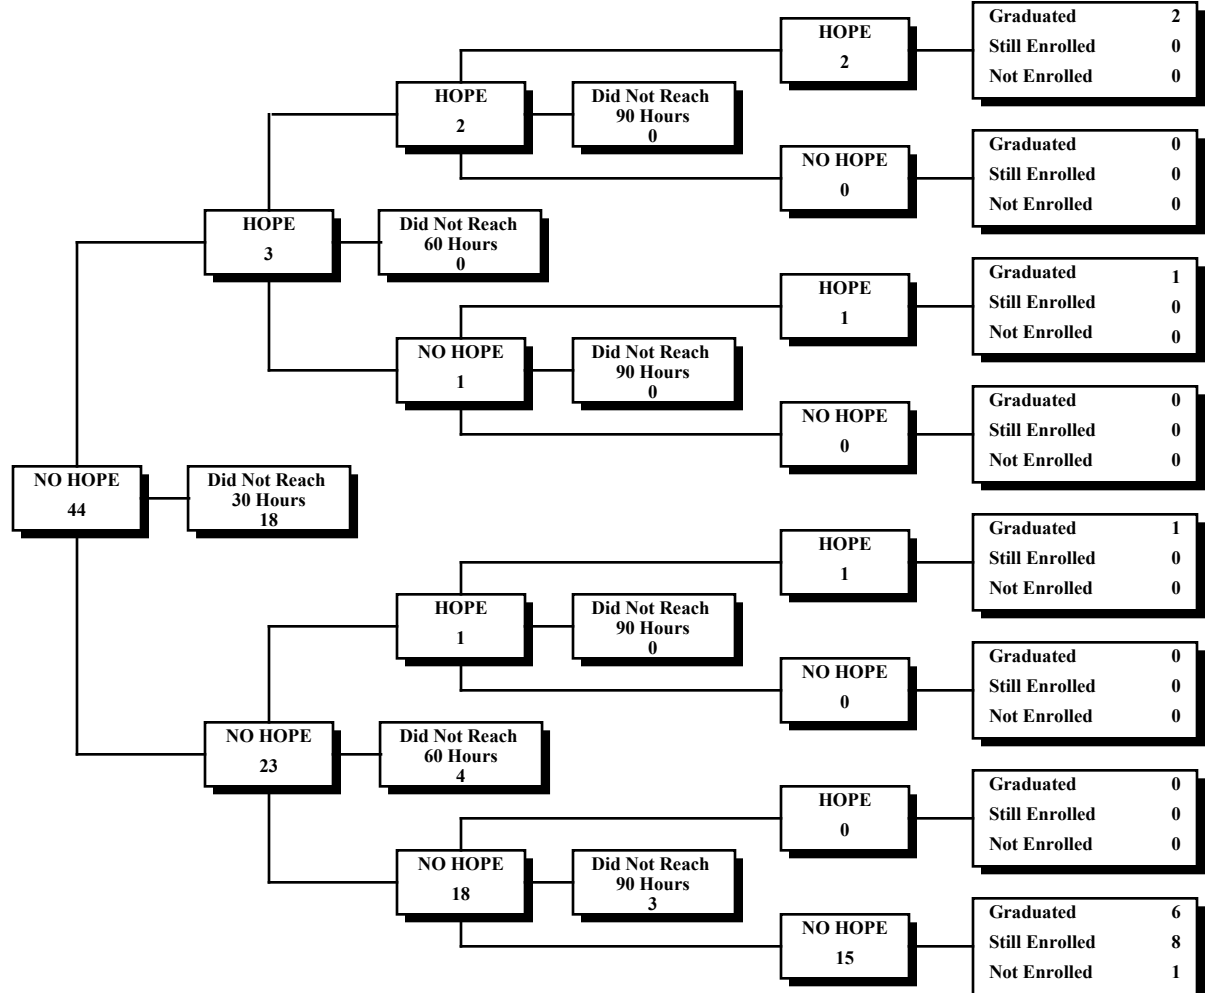 HOPE
2
Graduated 2
Still Enrolled 0
Not Enrolled 0
HOPE
2
Did Not Reach
90 Hours
0
NO HOPE
0
Graduated 0
Still Enrolled 0
Not Enrolled 0
HOPE
3
Did Not Reach
60 Hours
0
HOPE
1
Graduated 1
Still Enrolled 0
Not Enrolled 0
NO HOPE
1
Did Not Reach
90 Hours
0
NO HOPE
0
Graduated 0
Still Enrolled 0
Not Enrolled 0
NO HOPE
44
Did Not Reach
30 Hours
18
HOPE
1
Graduated 1
Still Enrolled 0
Not Enrolled 0
HOPE
1
Did Not Reach
90 Hours
0
NO HOPE
0
Graduated 0
Still Enrolled 0
Not Enrolled 0
NO HOPE
23
Did Not Reach
60 Hours
4
HOPE
0
Graduated 0
Still Enrolled 0
Not Enrolled 0
NO HOPE
18
Did Not Reach
90 Hours
3
NO HOPE
15
Graduated 6
Still Enrolled 8
Not Enrolled 1